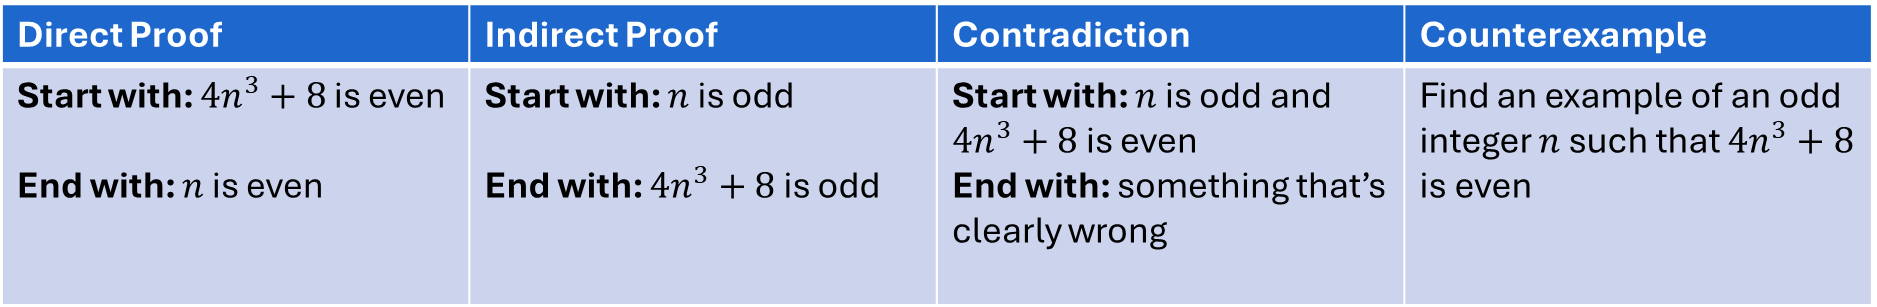 Direct Proof
Start with: 4n³ + 8 is even
End with: n is even
Indirect Proof
Start with: n is odd
End with: 4n³ + 8 is odd
Contradiction
Start with: n is odd and
4n³ + 8 is even
End with: something that’s
clearly wrong
Counterexample
Find an example of an odd
integer n such that 4n³ + 8
is even